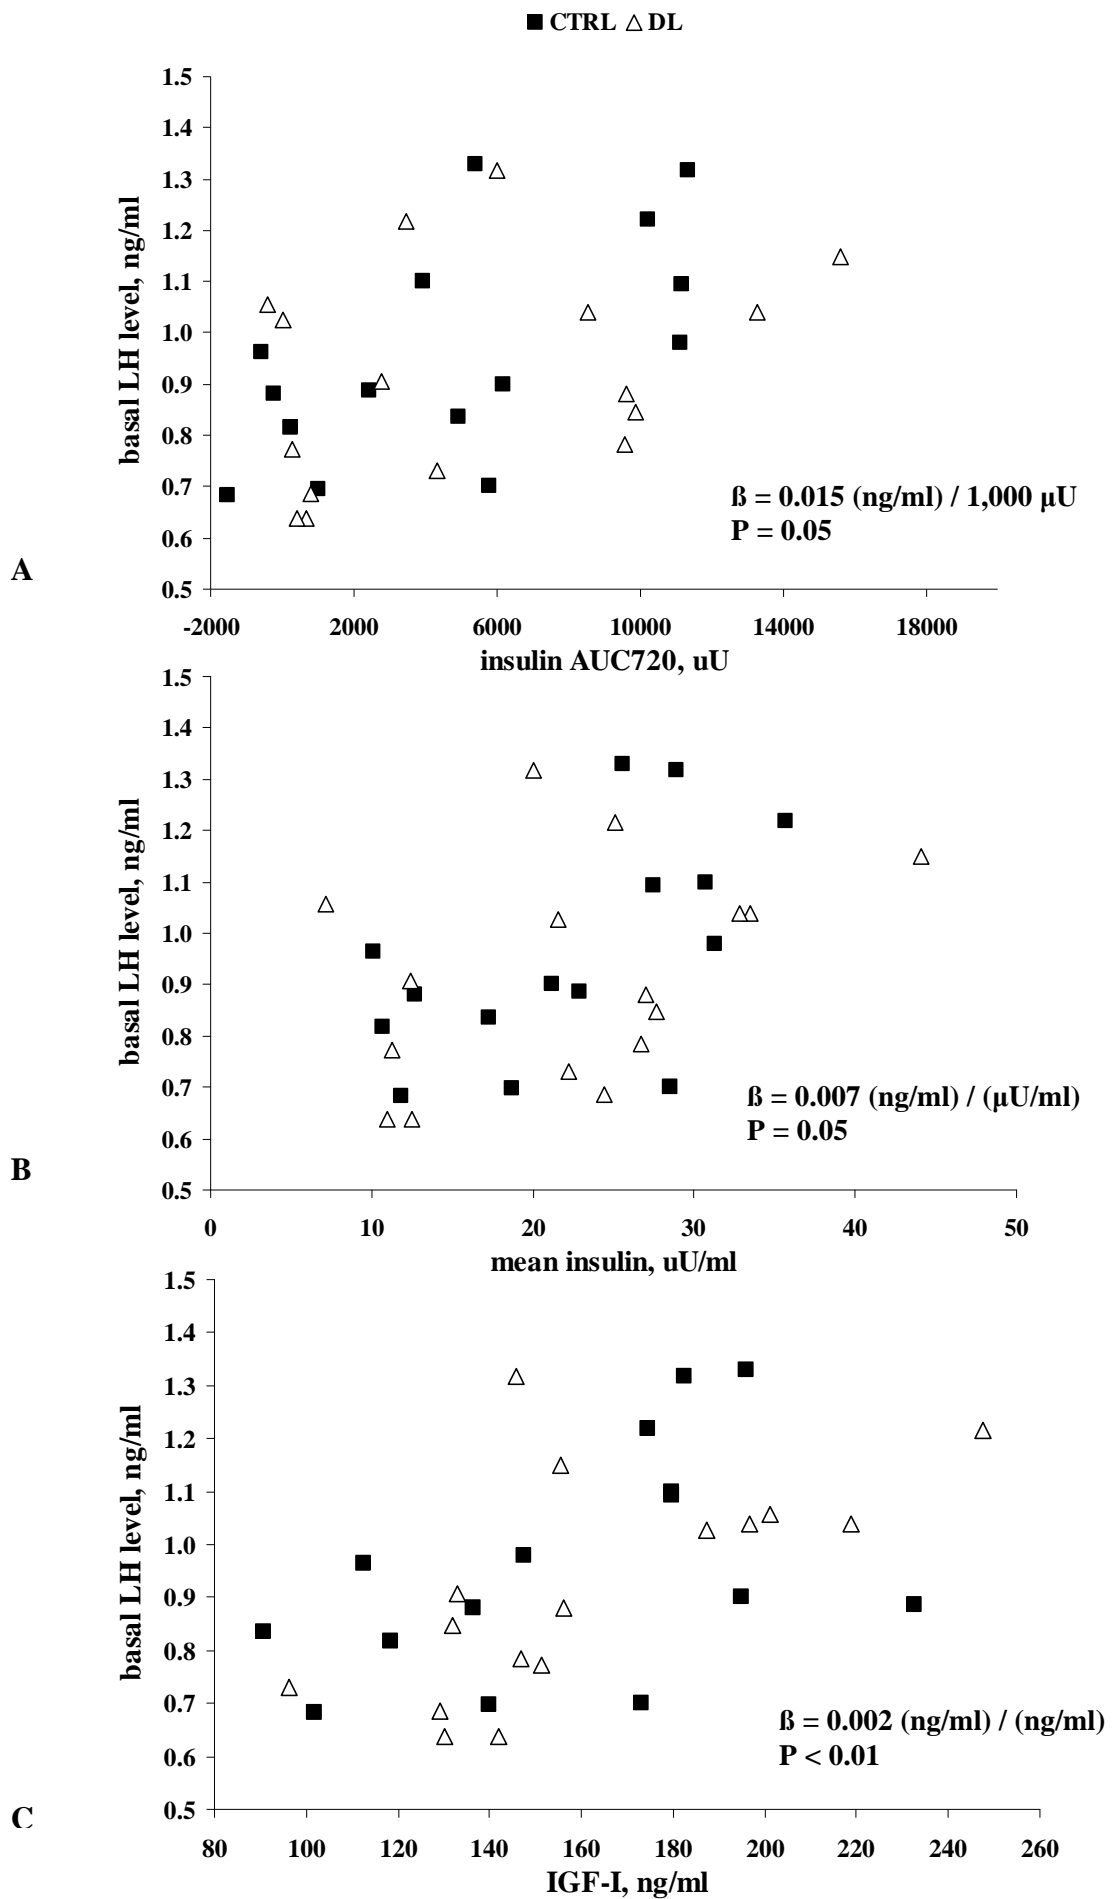 CTRL DL
1.5
1.4
1.3
1.2
1.1
1.0
0.9
0.8
0.7
0.6
0.5
basal LH level, ng/ml
ß = 0.015 (ng/ml) / 1,000 µU
P = 0.05
A
-2000 2000 6000 10000 14000 18000
insulin AUC720, uU
1.5
1.4
1.3
1.2
1.1
1.0
0.9
0.8
0.7
0.6
0.5
basal LH level, ng/ml
ß = 0.007 (ng/ml) / (µU/ml)
P = 0.05
B
0 10 20 30 40 50
mean insulin, uU/ml
1.5
1.4
1.3
1.2
1.1
1.0
0.9
0.8
0.7
0.6
0.5
basal LH level, ng/ml
ß = 0.002 (ng/ml) / (ng/ml)
P < 0.01
C
80 100 120 140 160 180 200 220 240 260
IGF-I, ng/ml